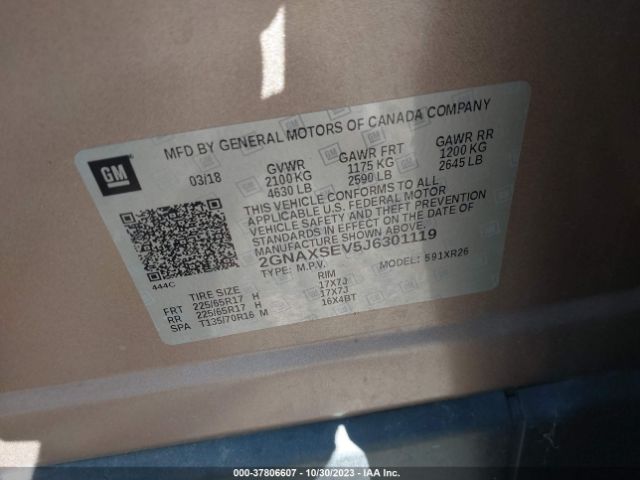 MFD BY GENERAL MOTORS OF CANADA COMPANY
GM
03/18 GVWR GAWR FRT GAWR RR
2100 KG 1175 KG 1200 KG
4630 LB 2590 LB 2645 LB
THIS VEHICLE CONFORMS TO ALL
APPLICABLE U.S. FEDERAL MOTOR
VEHICLE SAFETY AND THEFT PREVENTION
STANDARDS IN EFFECT ON THE DATE OF
MANUFACTURE SHOWN ABOVE.
2GNAXSEV5J6301119
TYPE: M.P.V. MODEL: 591XR26
444C
TIRE SIZE RIM
FRT 225/65R17 H 17X7J
RR 225/65R17 H 17X7J
SPA T135/70R16 M 16X4BT
000-37806607 - 10/30/2023 - IAA Inc.